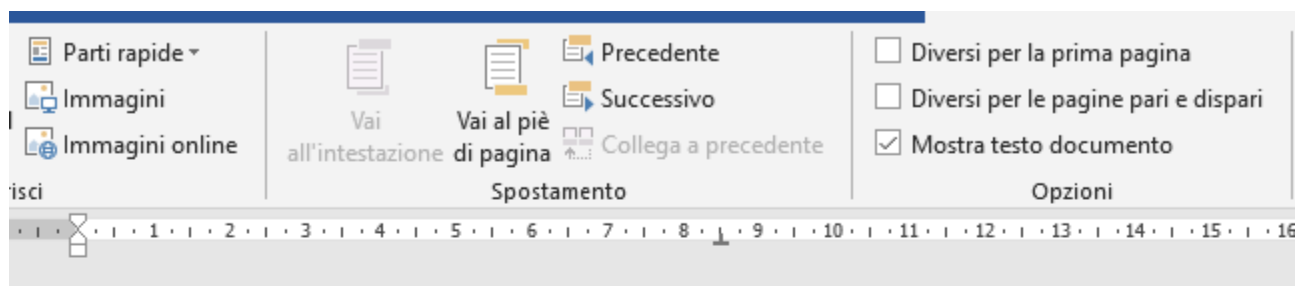 Parti rapide
Immagini
Immagini online
risci
Vai
all'intestazione
Vai al piè
di pagina
Precedente
Successivo
Collega a precedente
Spostamento
Diversi per la prima pagina
Diversi per le pagine pari e dispari
Mostra testo documento
Opzioni
1 2 3 4 5 6 7 8 9 10 11 12 13 14 15 16